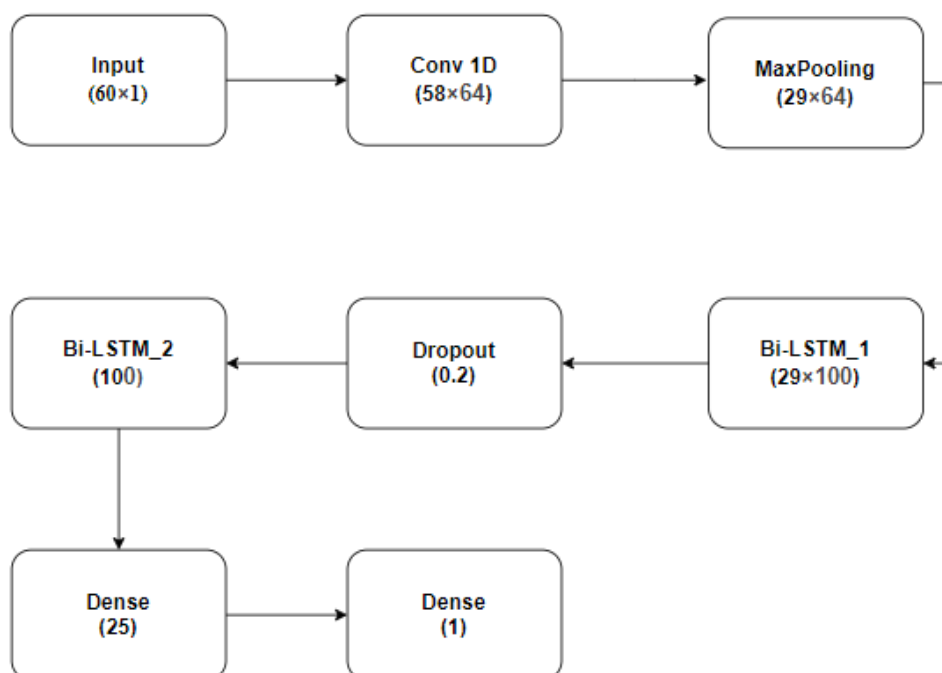 Input
(60×1)
Conv 1D
(58×64)
MaxPooling
(29×64)
Bi-LSTM_1
(29×100)
Dropout
(0.2)
Bi-LSTM_2
(100)
Dense
(25)
Dense
(1)